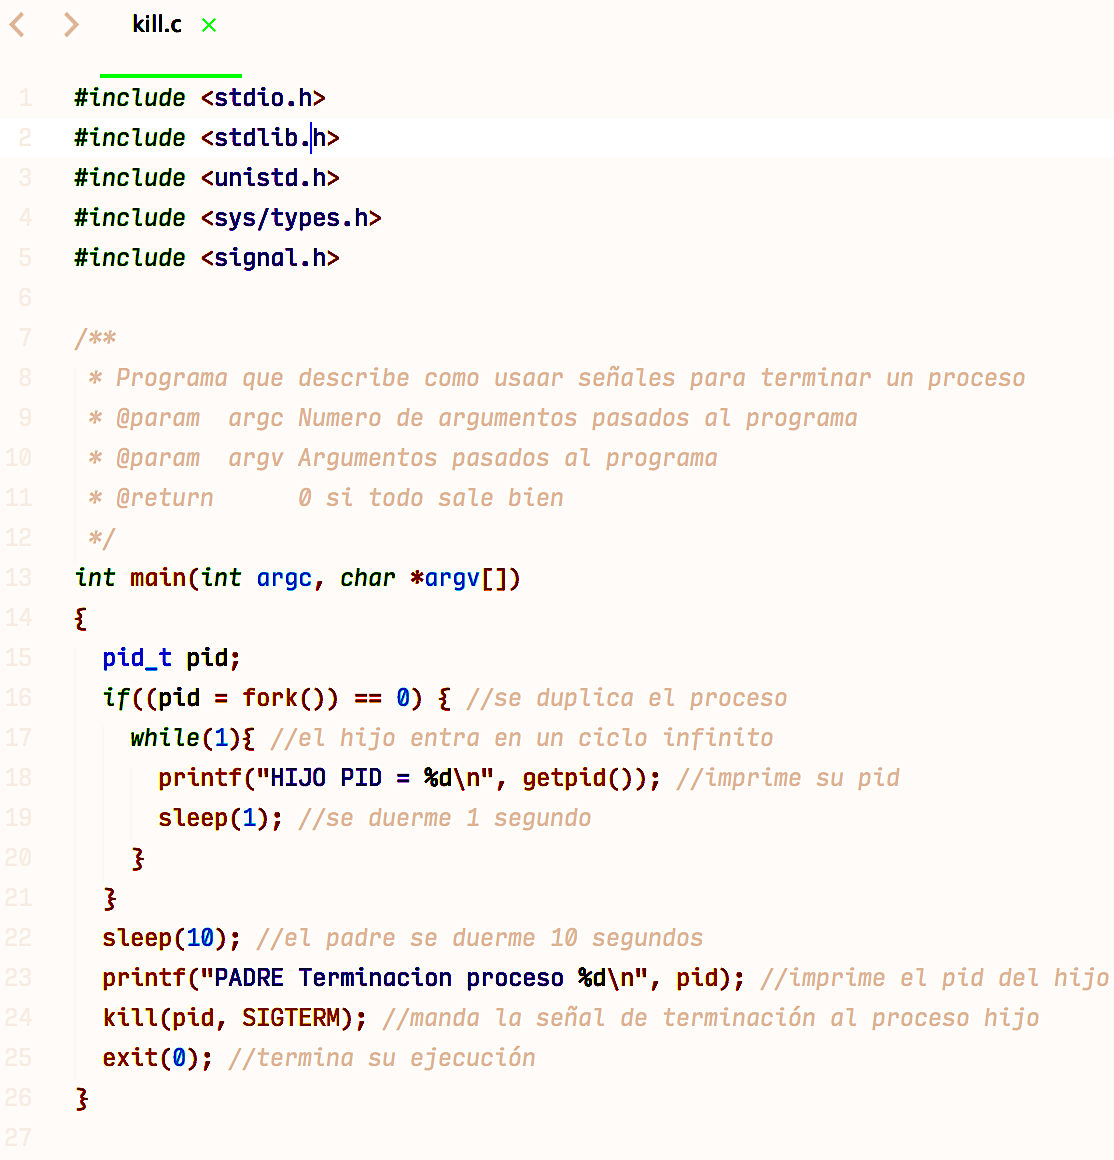 kill.c ×
1 #include <stdio.h>
2 #include <stdlib.h>
3 #include <unistd.h>
4 #include <sys/types.h>
5 #include <signal.h>
6
7 /**
8 * Programa que describe como usaar señales para terminar un proceso
9 * @param argc Numero de argumentos pasados al programa
10 * @param argv Argumentos pasados al programa
11 * @return 0 si todo sale bien
12 */
13 int main(int argc, char *argv[])
14 {
15 pid_t pid;
16 if((pid = fork()) == 0) { //se duplica el proceso
17 while(1){ //el hijo entra en un ciclo infinito
18 printf("HIJO PID = %d\n", getpid()); //imprime su pid
19 sleep(1); //se duerme 1 segundo
20 }
21 }
22 sleep(10); //el padre se duerme 10 segundos
23 printf("PADRE Terminacion proceso %d\n", pid); //imprime el pid del hijo
24 kill(pid, SIGTERM); //manda la señal de terminación al proceso hijo
25 exit(0); //termina su ejecución
26 }
27